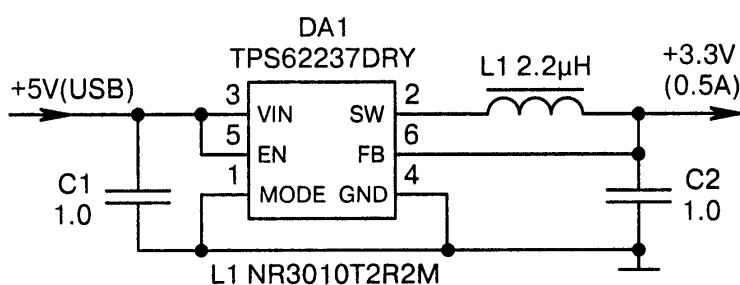 DA1
TPS62237DRY
L1 2.2µH
+3.3V
(0.5A)
+5V(USB)
3 VIN SW 2
5 EN FB 6
1 MODE GND 4
C1
1.0
C2
1.0
L1 NR3010T2R2M